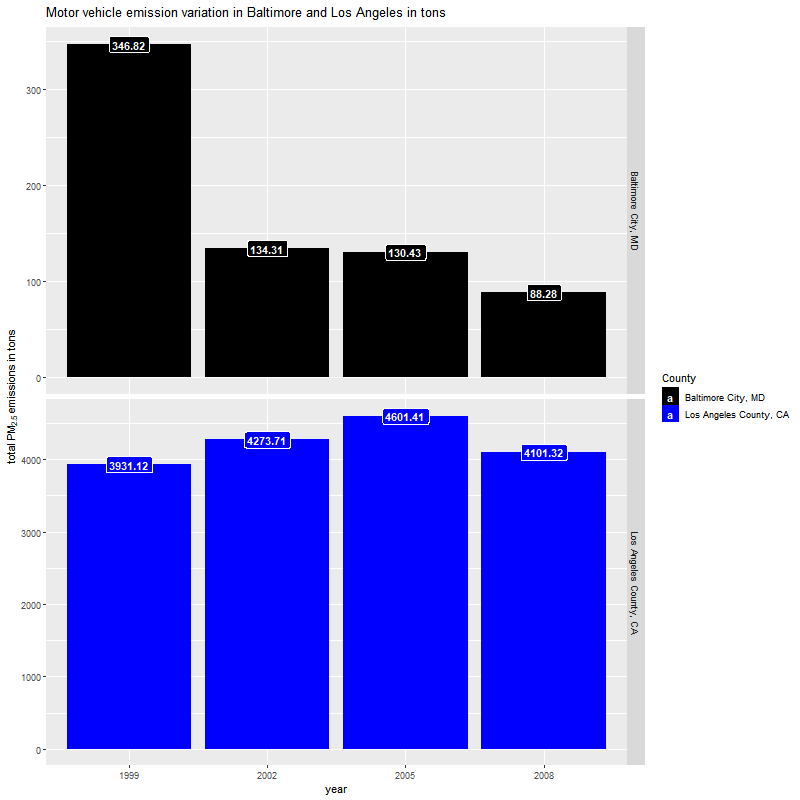 Motor vehicle emission variation in Baltimore and Los Angeles in tons
total PM2.5 emissions in tons
300
200
100
0
346.82
134.31
130.43
88.28
Baltimore City, MD
4000
3000
2000
1000
0
3931.12
4273.71
4601.41
4101.32
Los Angeles County, CA
1999
2002
2005
2008
year
County
a Baltimore City, MD
a Los Angeles County, CA